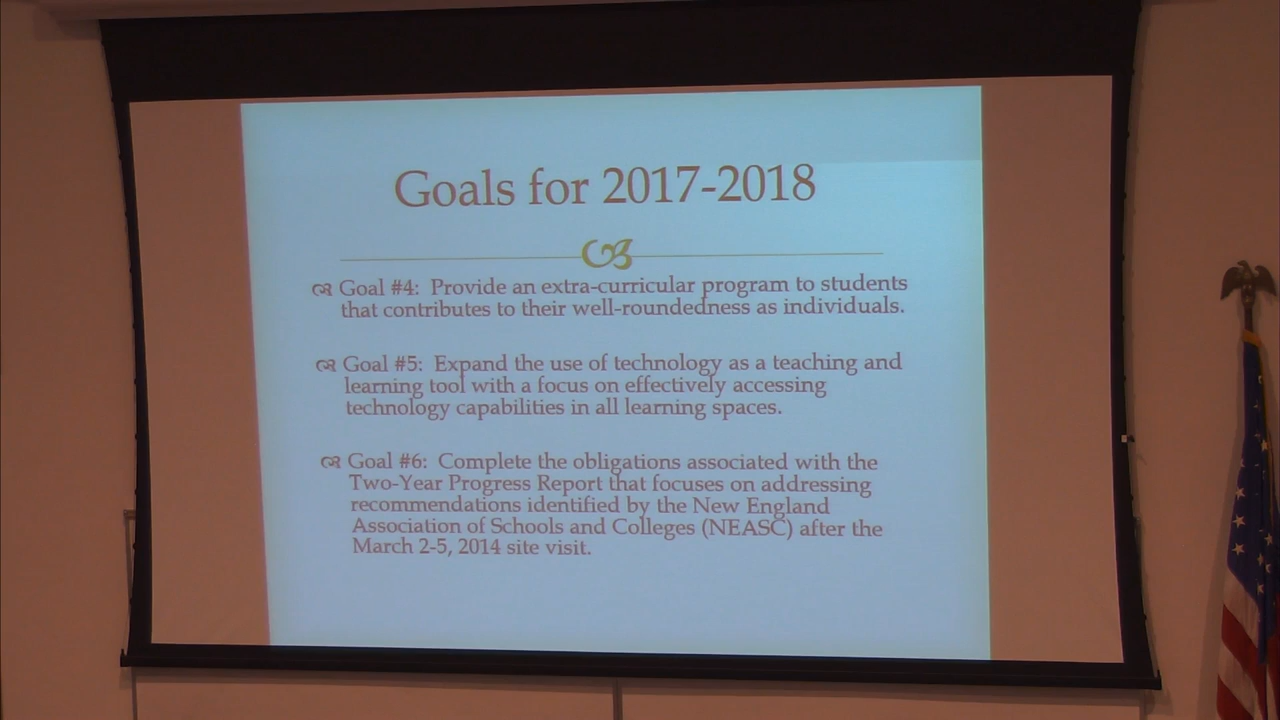 Goals for 2017-2018
Goal #4: Provide an extra-curricular program to students
that contributes to their well-roundedness as individuals.
Goal #5: Expand the use of technology as a teaching and
learning tool with a focus on effectively accessing
technology capabilities in all learning spaces.
Goal #6: Complete the obligations associated with the
Two-Year Progress Report that focuses on addressing
recommendations identified by the New England
Association of Schools and Colleges (NEASC) after the
March 2-5, 2014 site visit.